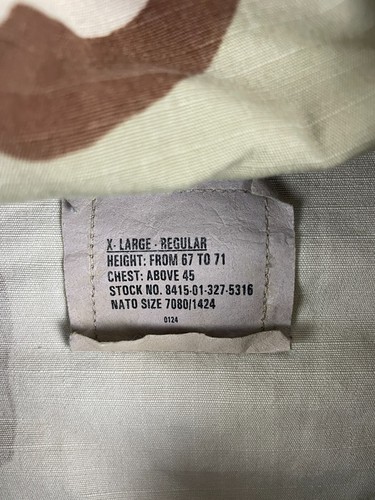 X- LARGE - REGULAR
HEIGHT: FROM 67 TO 71
CHEST: ABOVE 45
STOCK NO. 8415-01-327-5316
NATO SIZE 7080/1424
0124